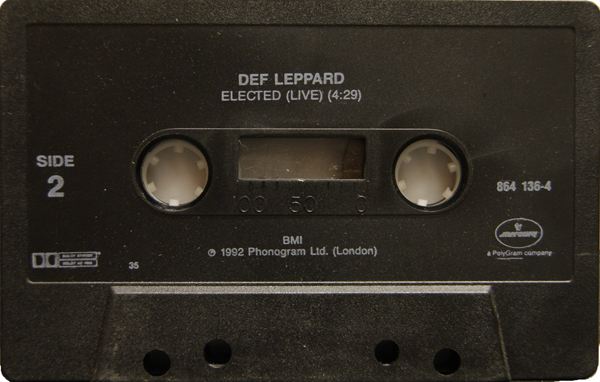 DEF LEPPARD
ELECTED (LIVE) (4:29)
SIDE
2
864 136-4
100 50 0
BMI
℗ 1992 Phonogram Ltd. (London)
a PolyGram company
35